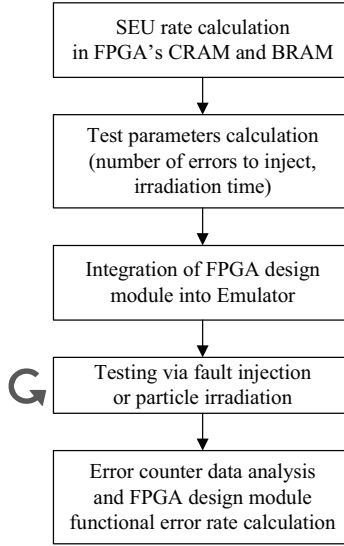 SEU rate calculation
in FPGA's CRAM and BRAM
Test parameters calculation
(number of errors to inject,
irradiation time)
Integration of FPGA design
module into Emulator
Testing via fault injection
or particle irradiation
Error counter data analysis
and FPGA design module
functional error rate calculation